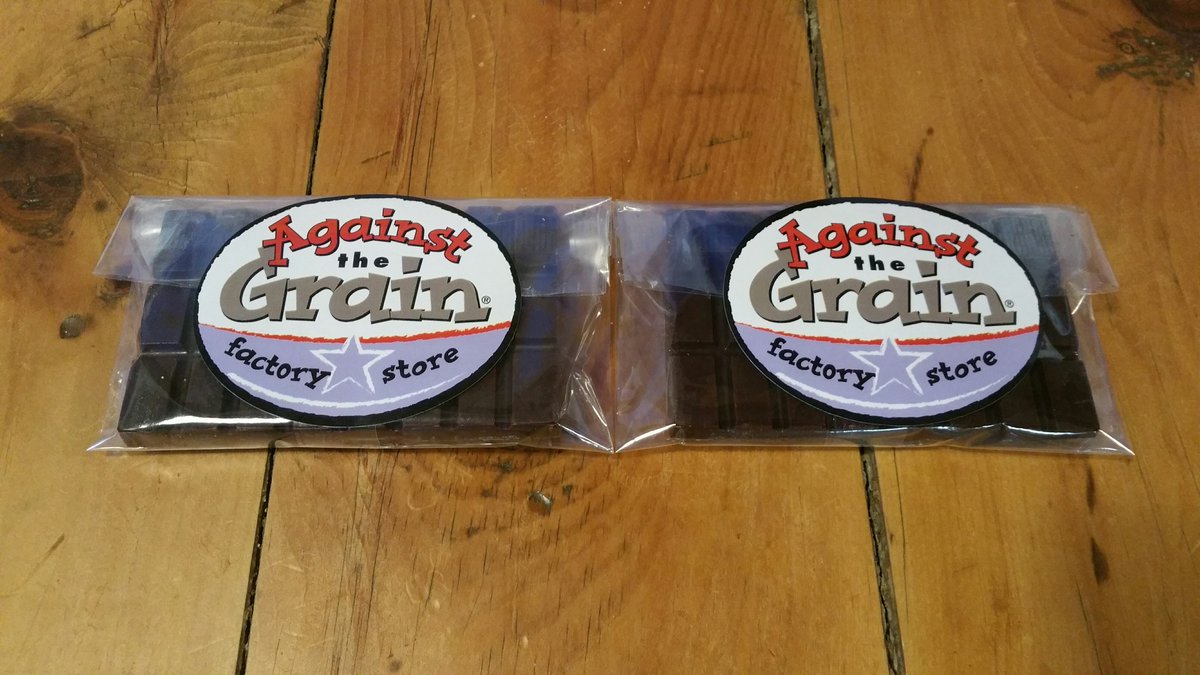 Against
the
Grain®
factory store
Against
the
Grain®
factory store